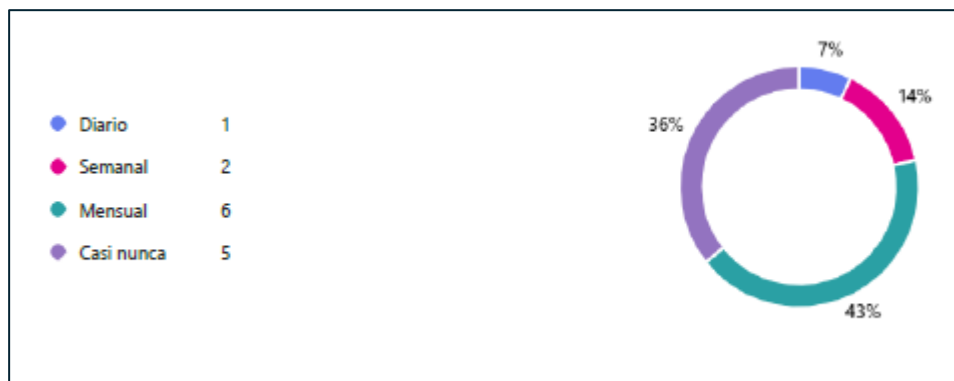 7%
14%
36%
Diario 1
Semanal 2
Mensual 6
Casi nunca 5
43%